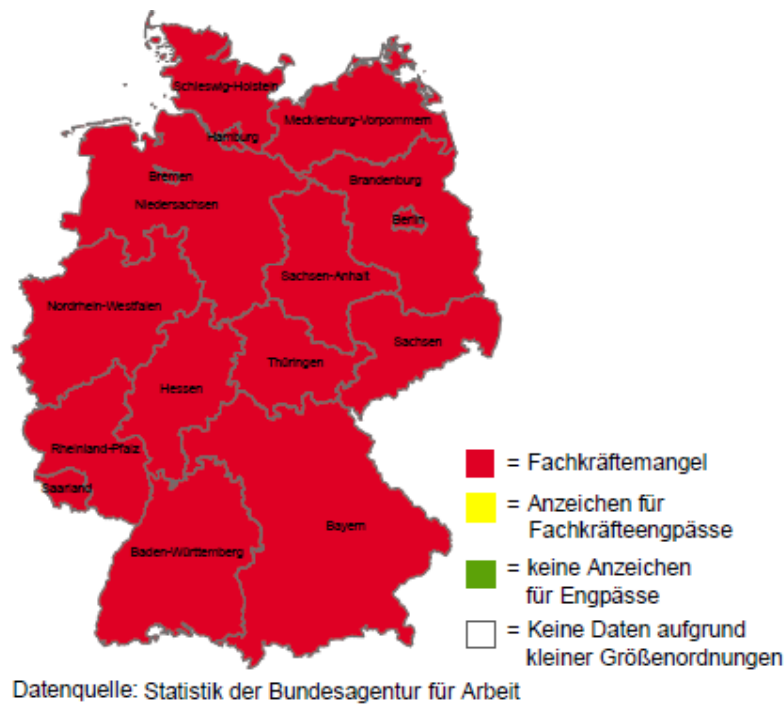 Schleswig-Holstein
Mecklenburg-Vorpommern
Hamburg
Bremen
Brandenburg
Niedersachsen
Berlin
Sachsen-Anhalt
Nordrhein-Westfalen
Sachsen
Thüringen
Hessen
Rheinland-Pfalz
Saarland
Bayern
Baden-Württemberg
= Fachkräftemangel
= Anzeichen für
Fachkräfteengpässe
= keine Anzeichen
für Engpässe
= Keine Daten aufgrund
kleiner Größenordnungen
Datenquelle: Statistik der Bundesagentur für Arbeit